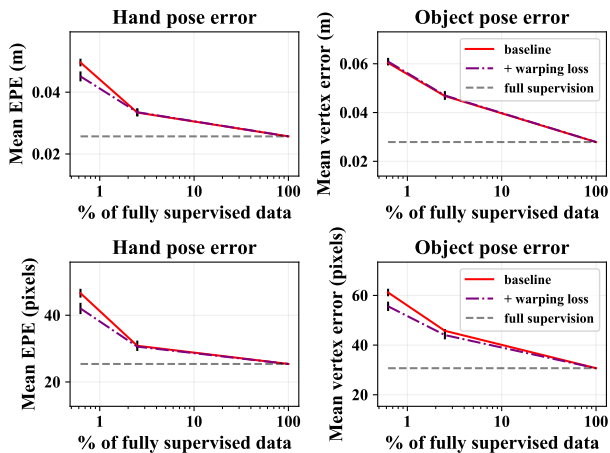 Hand pose error
Mean EPE (m)
0.04
0.02
1 10 100
% of fully supervised data
Object pose error
Mean vertex error (m)
0.06
0.04
0.02
baseline
+ warping loss
full supervision
1 10 100
% of fully supervised data
Hand pose error
Mean EPE (pixels)
40
20
1 10 100
% of fully supervised data
Object pose error
Mean vertex error (pixels)
60
40
20
baseline
+ warping loss
full supervision
1 10 100
% of fully supervised data